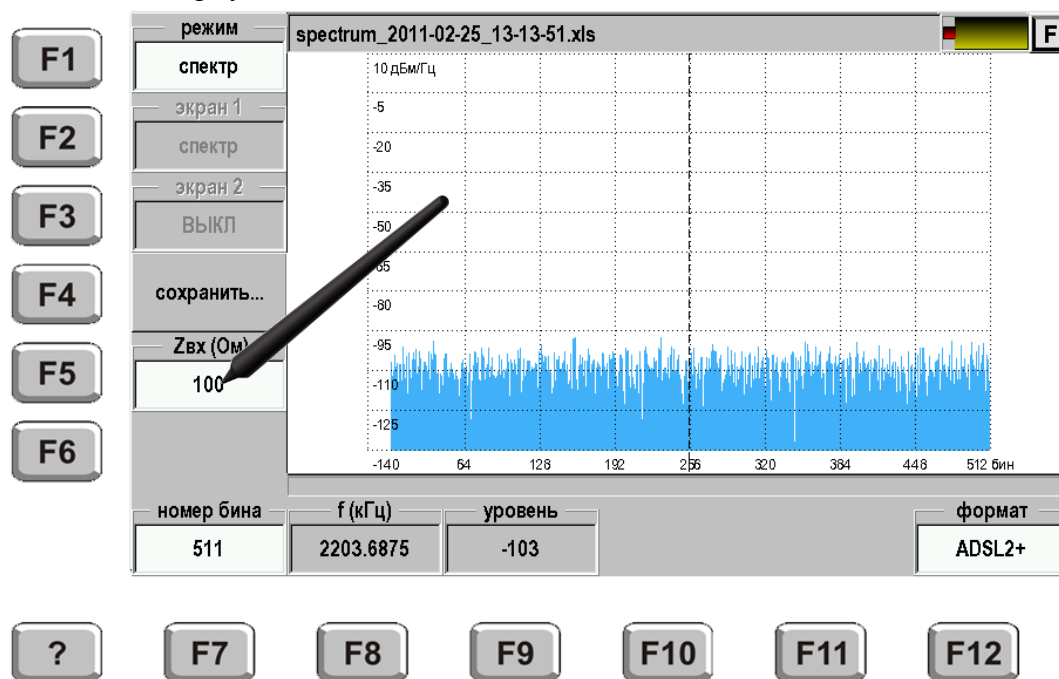 режим
F1
спектр
экран 1
F2
спектр
экран 2
F3
ВЫКЛ
F4
сохранить...
Zвх (Ом)
F5
100
F6
spectrum_2011-02-25_13-13-51.xls
10 дБм/Гц
-5
-20
-35
-50
-80
-95
-110
-125
-140 64 128 192 256 320 384 448 512 бин
номер бина f (кГц) уровень формат
511 2203.6875 -103 ADSL2+
? F7 F8 F9 F10 F11 F12